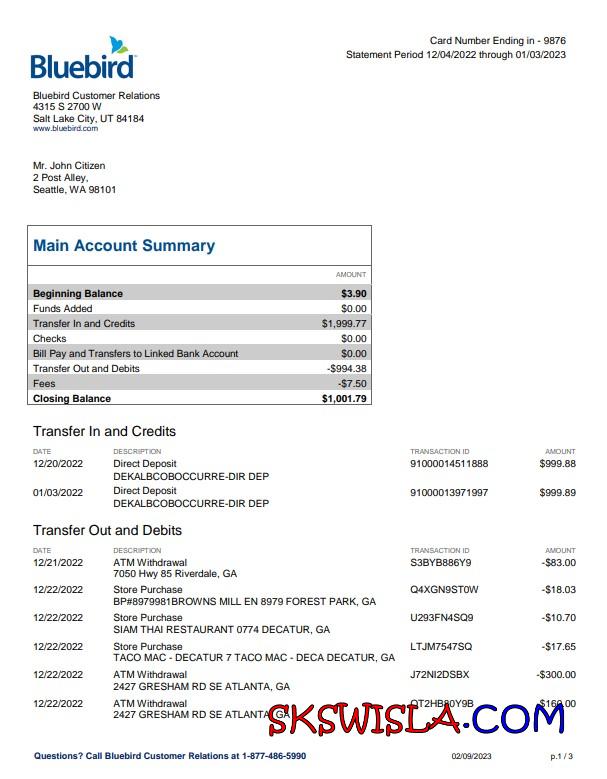 Card Number Ending in - 9876
Bluebird
Statement Period 12/04/2022 through 01/03/2023
Bluebird Customer Relations
4315 S 2700 W
Salt Lake City, UT 84184
www.bluebird.com
Mr. John Citizen
2 Post Alley,
Seattle, WA 98101
Main Account Summary
AMOUNT
Beginning Balance $3.90
Funds Added $0.00
Transfer In and Credits $1,999.77
Checks $0.00
Bill Pay and Transfers to Linked Bank Account $0.00
Transfer Out and Debits -$994.38
Fees -$7.50
Closing Balance $1,001.79
Transfer In and Credits
DATE DESCRIPTION TRANSACTION ID AMOUNT
12/20/2022 Direct Deposit 91000014511888 $999.88
DEKALBCOBOCCURRE-DIR DEP
01/03/2022 Direct Deposit 91000013971997 $999.89
DEKALBCOBOCCURRE-DIR DEP
Transfer Out and Debits
DATE DESCRIPTION TRANSACTION ID AMOUNT
12/21/2022 ATM Withdrawal S3BYB886Y9 -$83.00
7050 Hwy 85 Riverdale, GA
12/22/2022 Store Purchase Q4XGN9ST0W -$18.03
BP#8979981BROWNS MILL EN 8979 FOREST PARK, GA
12/22/2022 Store Purchase U293FN4SQ9 -$10.70
SIAM THAI RESTAURANT 0774 DECATUR, GA
12/22/2022 Store Purchase LTJM7547SQ -$17.65
TACO MAC - DECATUR 7 TACO MAC - DECA DECATUR, GA
12/22/2022 ATM Withdrawal J72NI2DSBX -$300.00
2427 GRESHAM RD SE ATLANTA, GA
12/22/2022 ATM Withdrawal
2427 GRESHAM RD SE ATLANTA, GA
SKSWISLA.COM
Questions? Call Bluebird Customer Relations at 1-877-486-5990 02/09/2023 p.1 / 3